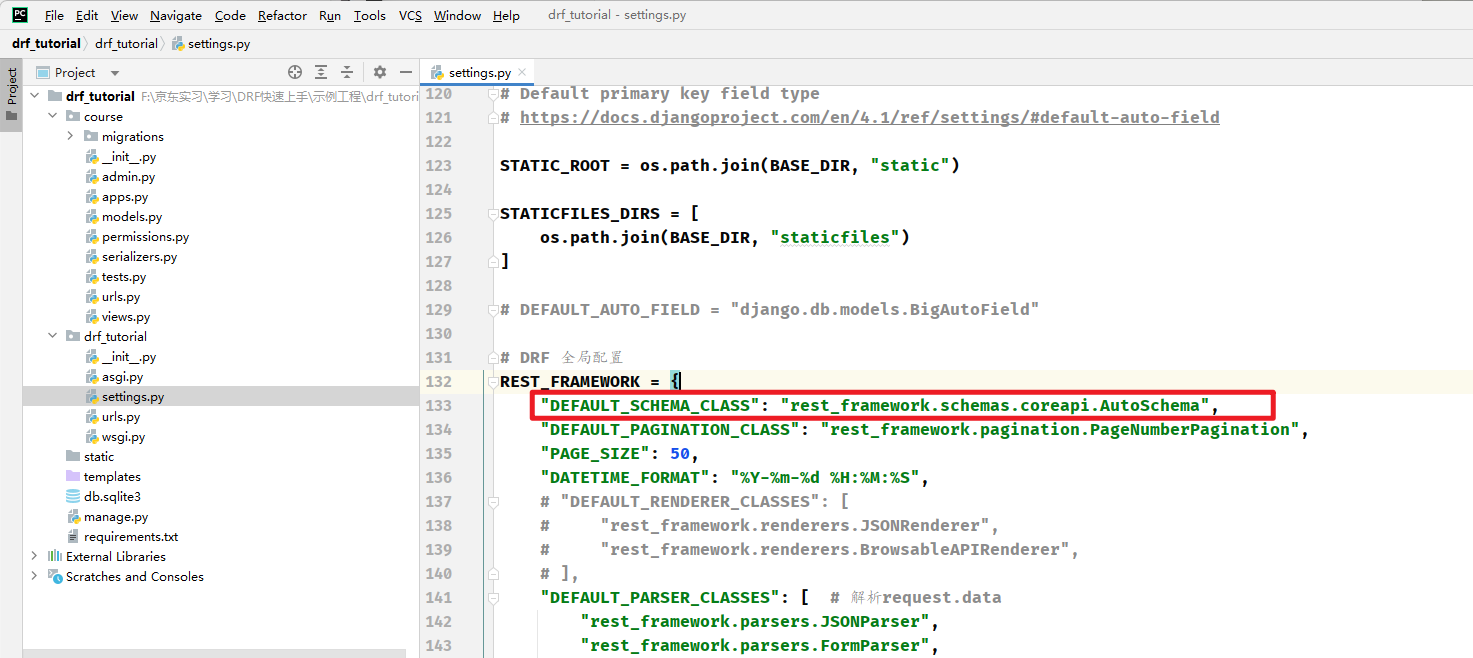 PC File Edit View Navigate Code Refactor Run Tools VCS Window Help drf_tutorial - settings.py
drf_tutorial drf_tutorial settings.py
Project
Project
drf_tutorial F:\京东实习\学习\DRF快速上手\示例工程\drf_tutori
course
migrations
__init__.py
admin.py
apps.py
models.py
permissions.py
serializers.py
tests.py
urls.py
views.py
drf_tutorial
__init__.py
asgi.py
settings.py
urls.py
wsgi.py
static
templates
db.sqlite3
manage.py
requirements.txt
External Libraries
Scratches and Consoles
settings.py
120 # Default primary key field type
121 # https://docs.djangoproject.com/en/4.1/ref/settings/#default-auto-field
122
123 STATIC_ROOT = os.path.join(BASE_DIR, "static")
124
125 STATICFILES_DIRS = [
126 os.path.join(BASE_DIR, "staticfiles")
127 ]
128
129 # DEFAULT_AUTO_FIELD = "django.db.models.BigAutoField"
130
131 # DRF 全局配置
132 REST_FRAMEWORK = {
133 "DEFAULT_SCHEMA_CLASS": "rest_framework.schemas.coreapi.AutoSchema",
134 "DEFAULT_PAGINATION_CLASS": "rest_framework.pagination.PageNumberPagination",
135 "PAGE_SIZE": 50,
136 "DATETIME_FORMAT": "%Y-%m-%d %H:%M:%S",
137 # "DEFAULT_RENDERER_CLASSES": [
138 # "rest_framework.renderers.JSONRenderer",
139 # "rest_framework.renderers.BrowsableAPIRenderer",
140 # ],
141 "DEFAULT_PARSER_CLASSES": [ # 解析request.data
142 "rest_framework.parsers.JSONParser",
143 "rest_framework.parsers.FormParser",